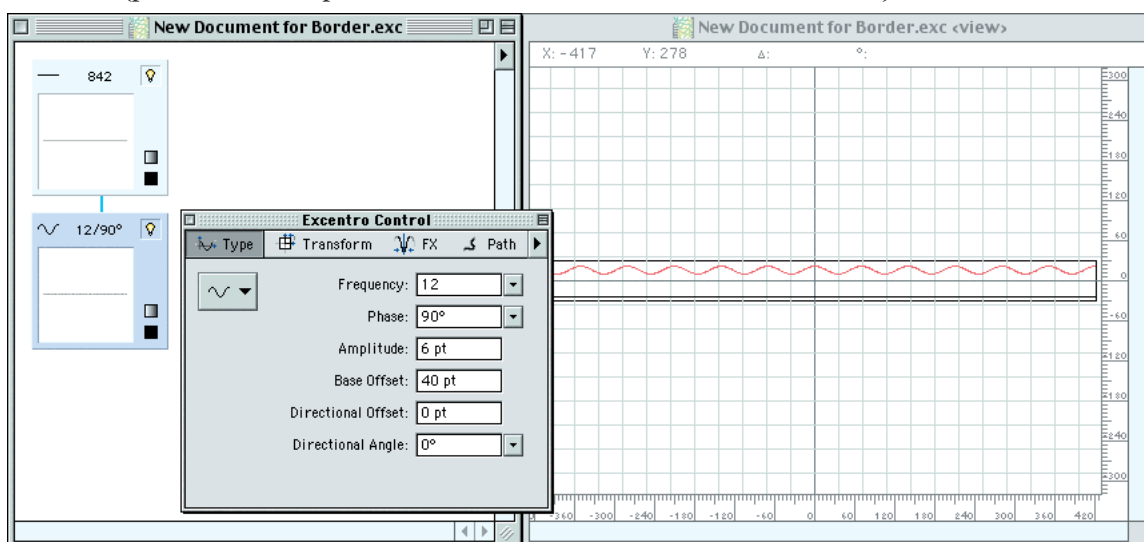 New Document for Border.exc
New Document for Border.exc <view>
X: -417 Y: 278 Δ: °:
842
12/90°
Excentro Control
Type Transform FX Path
Frequency: 12
Phase: 90°
Amplitude: 6 pt
Base Offset: 40 pt
Directional Offset: 0 pt
Directional Angle: 0°
300
240
180
120
60
0
-60
-120
-180
-240
-300
-360 -300 -240 -180 -120 -60 0 60 120 180 240 300 360 420